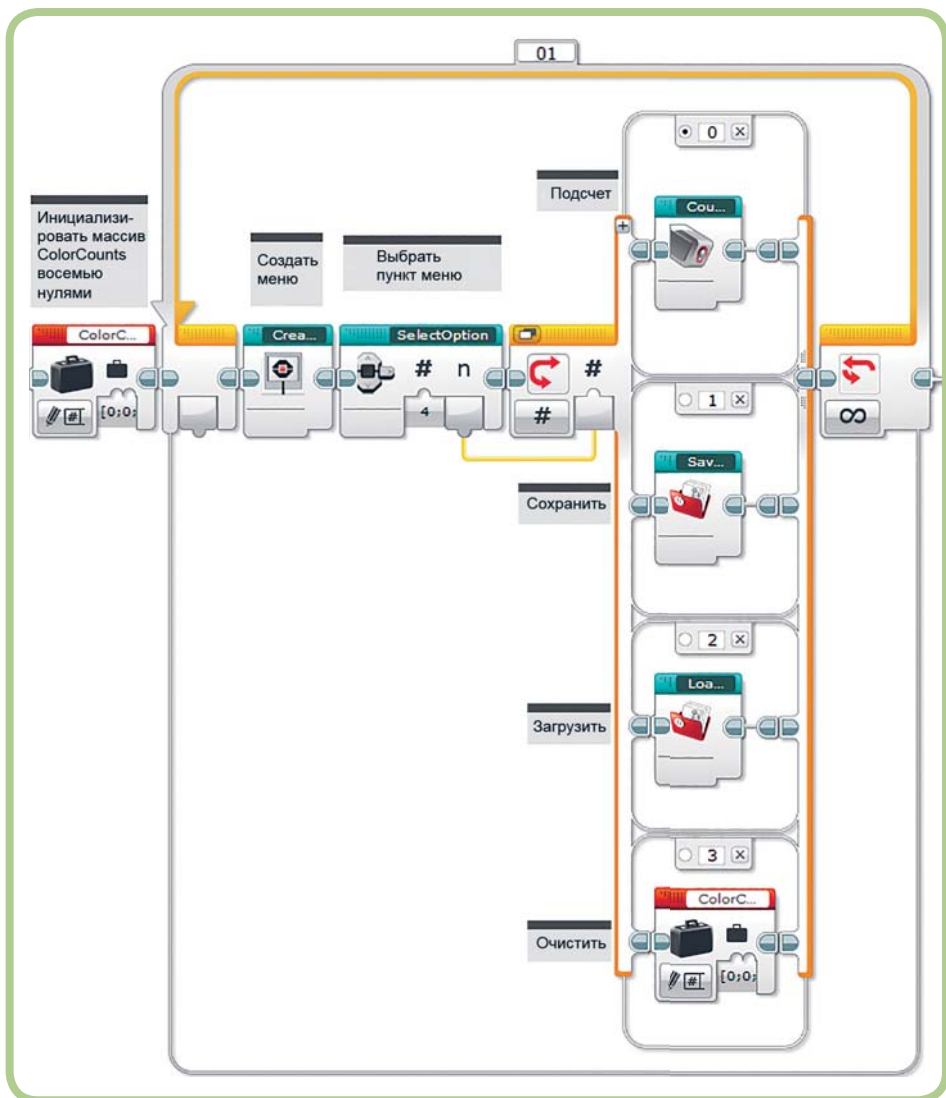 01
0
Подсчет
Cou...
Инициализи-
ровать массив
ColorCounts
восемью
нулями
Создать
меню
Выбрать
пункт меню
ColorC...
[0;0;
Crea...
SelectOption
# n
4
#
#
∞
1
Sav...
Сохранить
2
Loa...
Загрузить
3
ColorC...
[0;0;
Очистить